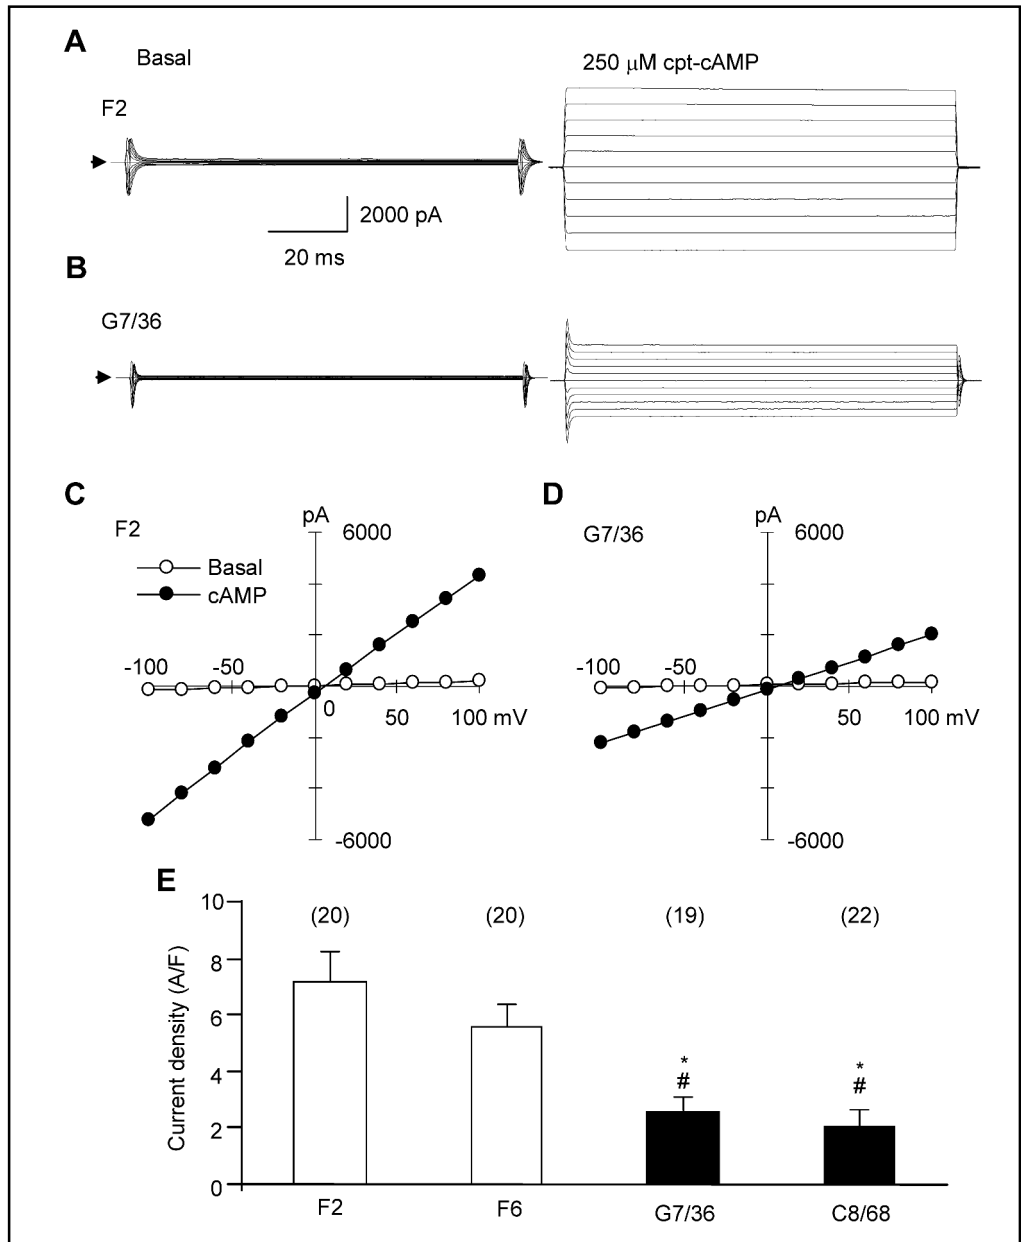 A
Basal
250 μM cpt-cAMP
F2
2000 pA
20 ms
B
G7/36
C
D
F2
pA
6000
G7/36
pA
6000
Basal
cAMP
-100
-50
0
50
100 mV
-6000
-100
-50
50
100 mV
-6000
E
Current density (A/F)
10
8
6
4
2
0
(20)
(20)
(19)
(22)
*
#
*
#
F2
F6
G7/36
C8/68